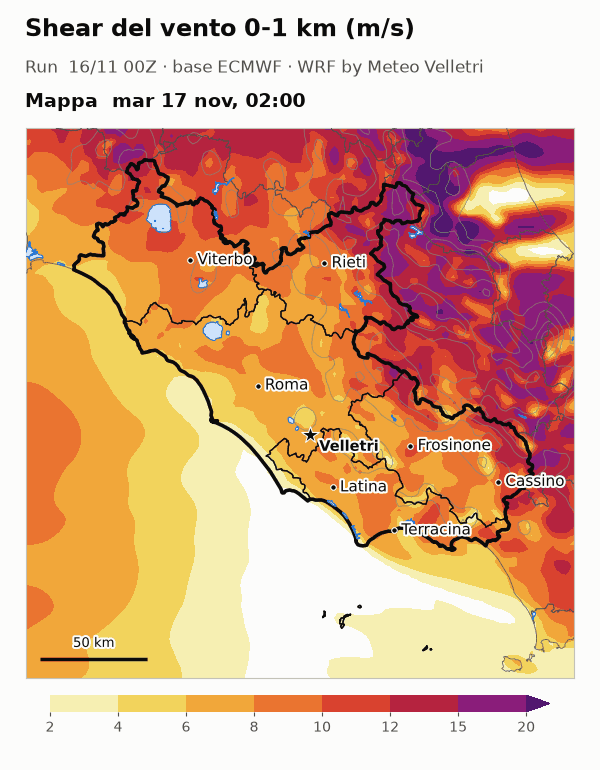 Shear del vento 0-1 km (m/s)
Run  16/11 00Z · base ECMWF · WRF by Meteo Velletri
Mappa  mar 17 nov, 02:00
Viterbo
Rieti
Roma
Velletri
Frosinone
Latina
Cassino
Terracina
50 km
2 4 6 8 10 12 15 20